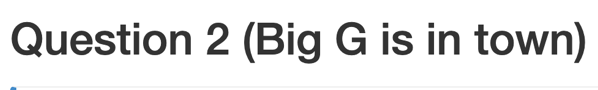 Question 2 (Big G is in town)